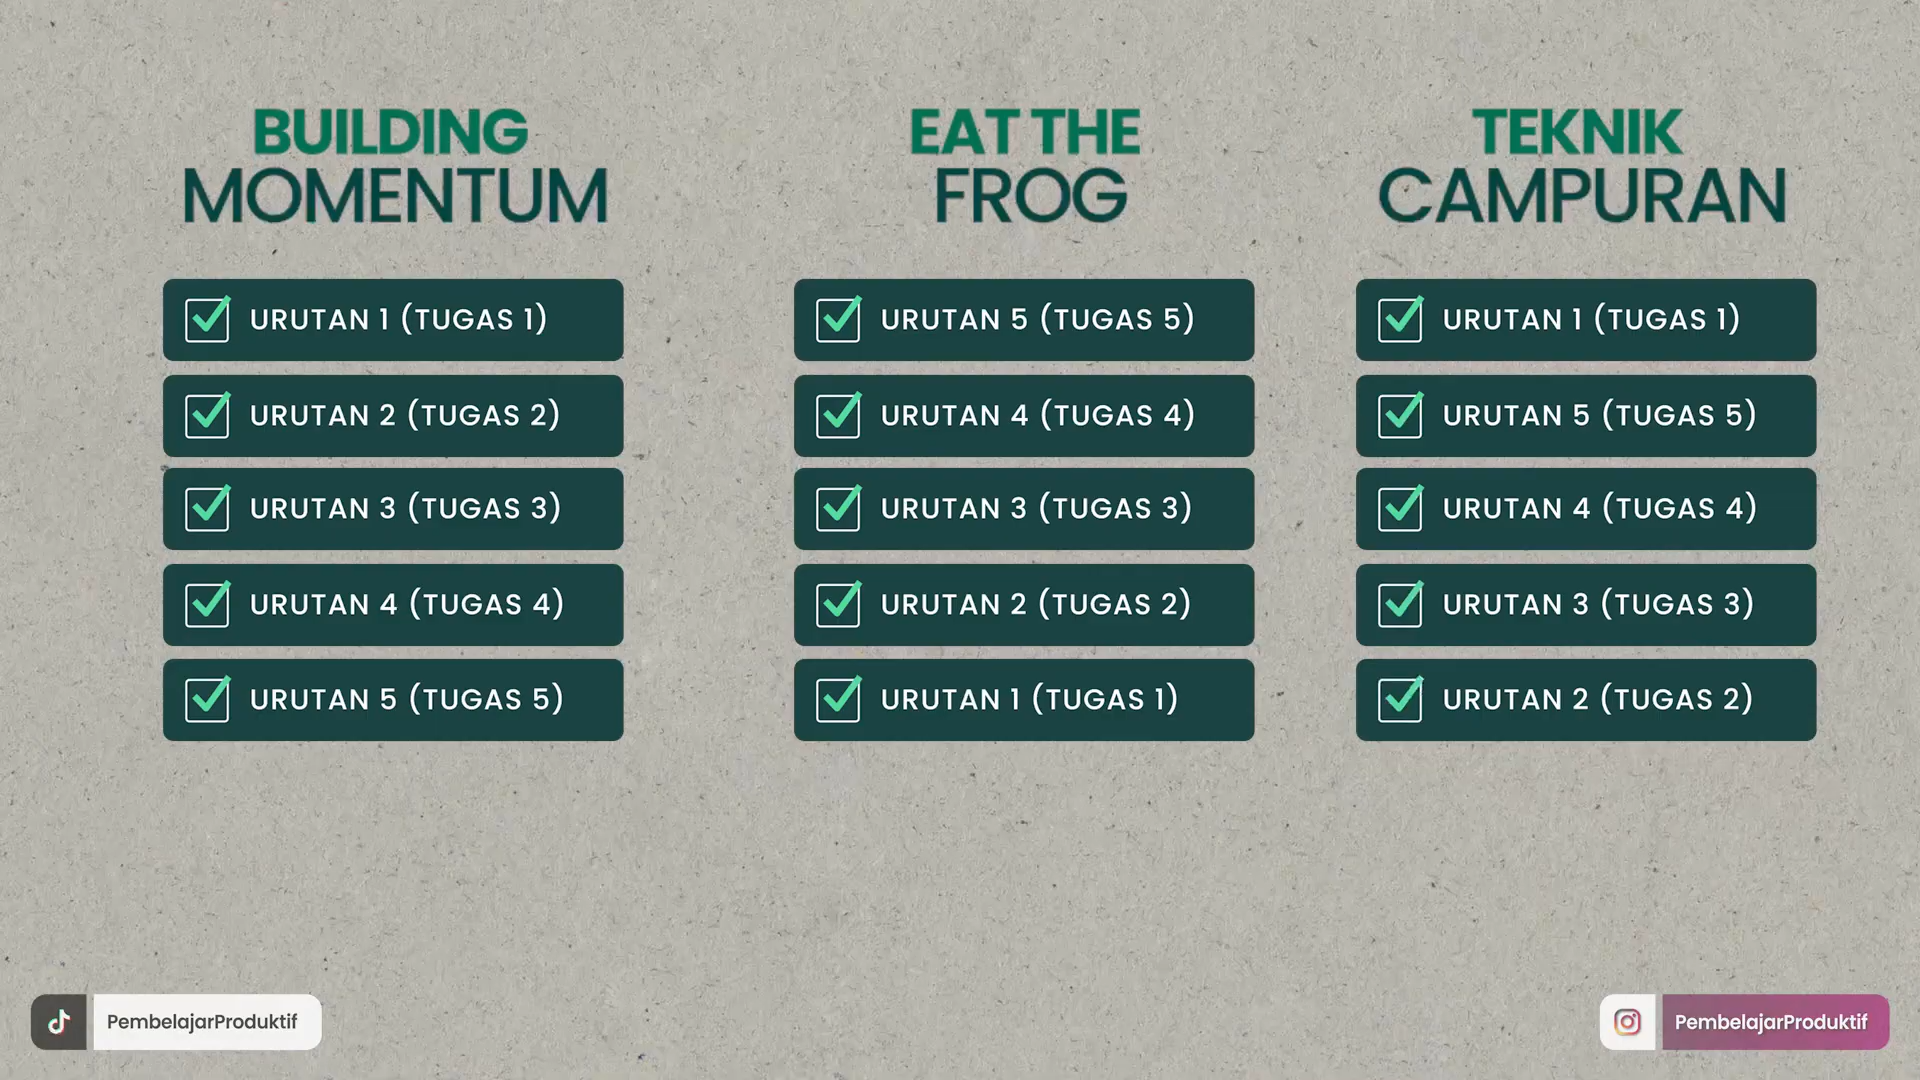 BUILDING
MOMENTUM
URUTAN 1 (TUGAS 1)
URUTAN 2 (TUGAS 2)
URUTAN 3 (TUGAS 3)
URUTAN 4 (TUGAS 4)
URUTAN 5 (TUGAS 5)
EAT THE
FROG
URUTAN 5 (TUGAS 5)
URUTAN 4 (TUGAS 4)
URUTAN 3 (TUGAS 3)
URUTAN 2 (TUGAS 2)
URUTAN 1 (TUGAS 1)
TEKNIK
CAMPURAN
URUTAN 1 (TUGAS 1)
URUTAN 5 (TUGAS 5)
URUTAN 4 (TUGAS 4)
URUTAN 3 (TUGAS 3)
URUTAN 2 (TUGAS 2)
PembelajarProduktif
PembelajarProduktif